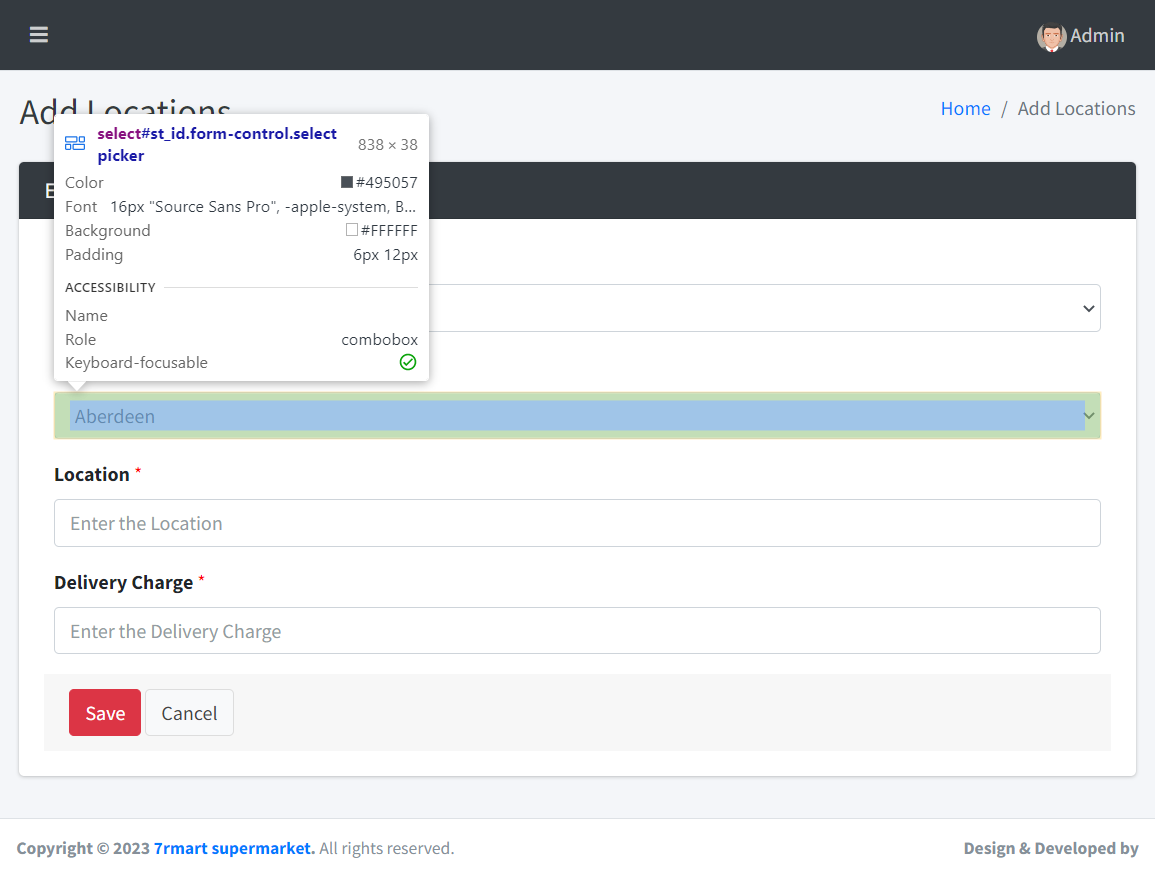 Admin
Add Locations
Home / Add Locations
select#st_id.form-control.select
picker
838 × 38
Color #495057
Font 16px "Source Sans Pro", -apple-system, B...
Background #FFFFFF
Padding 6px 12px
ACCESSIBILITY
Name
Role combobox
Keyboard-focusable
Aberdeen
Location *
Enter the Location
Delivery Charge *
Enter the Delivery Charge
Save Cancel
Copyright © 2023 7rmart supermarket. All rights reserved.
Design & Developed by